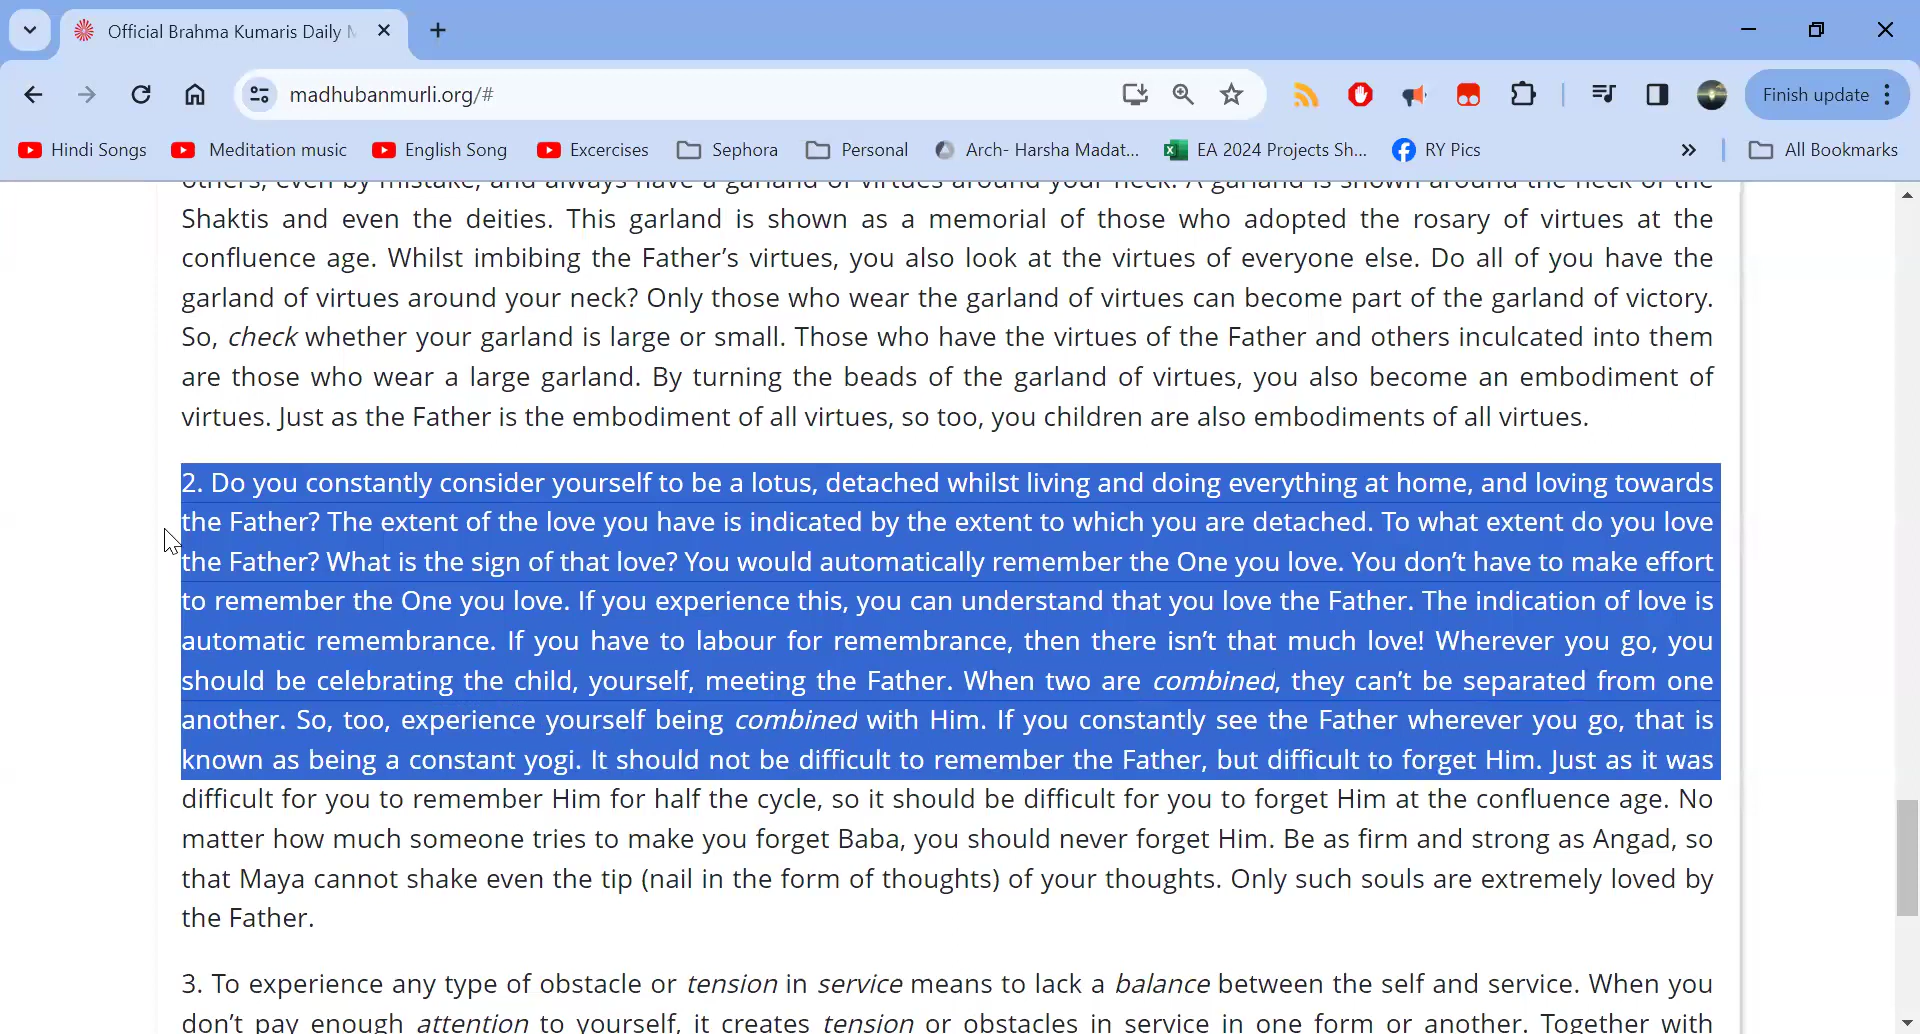 Official Brahma Kumaris Daily
madhubanmurli.org/#
Finish update
Hindi Songs
Meditation music
English Song
Excercises
Sephora
Personal
Arch- Harsha Madat...
EA 2024 Projects Sh...
RY Pics
All Bookmarks
others, even by mistake, and always have a garland of virtues around your neck. A garland is shown around the neck of the
Shaktis and even the deities. This garland is shown as a memorial of those who adopted the rosary of virtues at the
confluence age. Whilst imbibing the Father’s virtues, you also look at the virtues of everyone else. Do all of you have the
garland of virtues around your neck? Only those who wear the garland of virtues can become part of the garland of victory.
So, check whether your garland is large or small. Those who have the virtues of the Father and others inculcated into them
are those who wear a large garland. By turning the beads of the garland of virtues, you also become an embodiment of
virtues. Just as the Father is the embodiment of all virtues, so too, you children are also embodiments of all virtues.
2. Do you constantly consider yourself to be a lotus, detached whilst living and doing everything at home, and loving towards
the Father? The extent of the love you have is indicated by the extent to which you are detached. To what extent do you love
the Father? What is the sign of that love? You would automatically remember the One you love. You don’t have to make effort
to remember the One you love. If you experience this, you can understand that you love the Father. The indication of love is
automatic remembrance. If you have to labour for remembrance, then there isn’t that much love! Wherever you go, you
should be celebrating the child, yourself, meeting the Father. When two are combined, they can’t be separated from one
another. So, too, experience yourself being combined with Him. If you constantly see the Father wherever you go, that is
known as being a constant yogi. It should not be difficult to remember the Father, but difficult to forget Him. Just as it was
difficult for you to remember Him for half the cycle, so it should be difficult for you to forget Him at the confluence age. No
matter how much someone tries to make you forget Baba, you should never forget Him. Be as firm and strong as Angad, so
that Maya cannot shake even the tip (nail in the form of thoughts) of your thoughts. Only such souls are extremely loved by
the Father.
3. To experience any type of obstacle or tension in service means to lack a balance between the self and service. When you
don’t pay enough attention to yourself, it creates tension or obstacles in service in one form or another. Together with